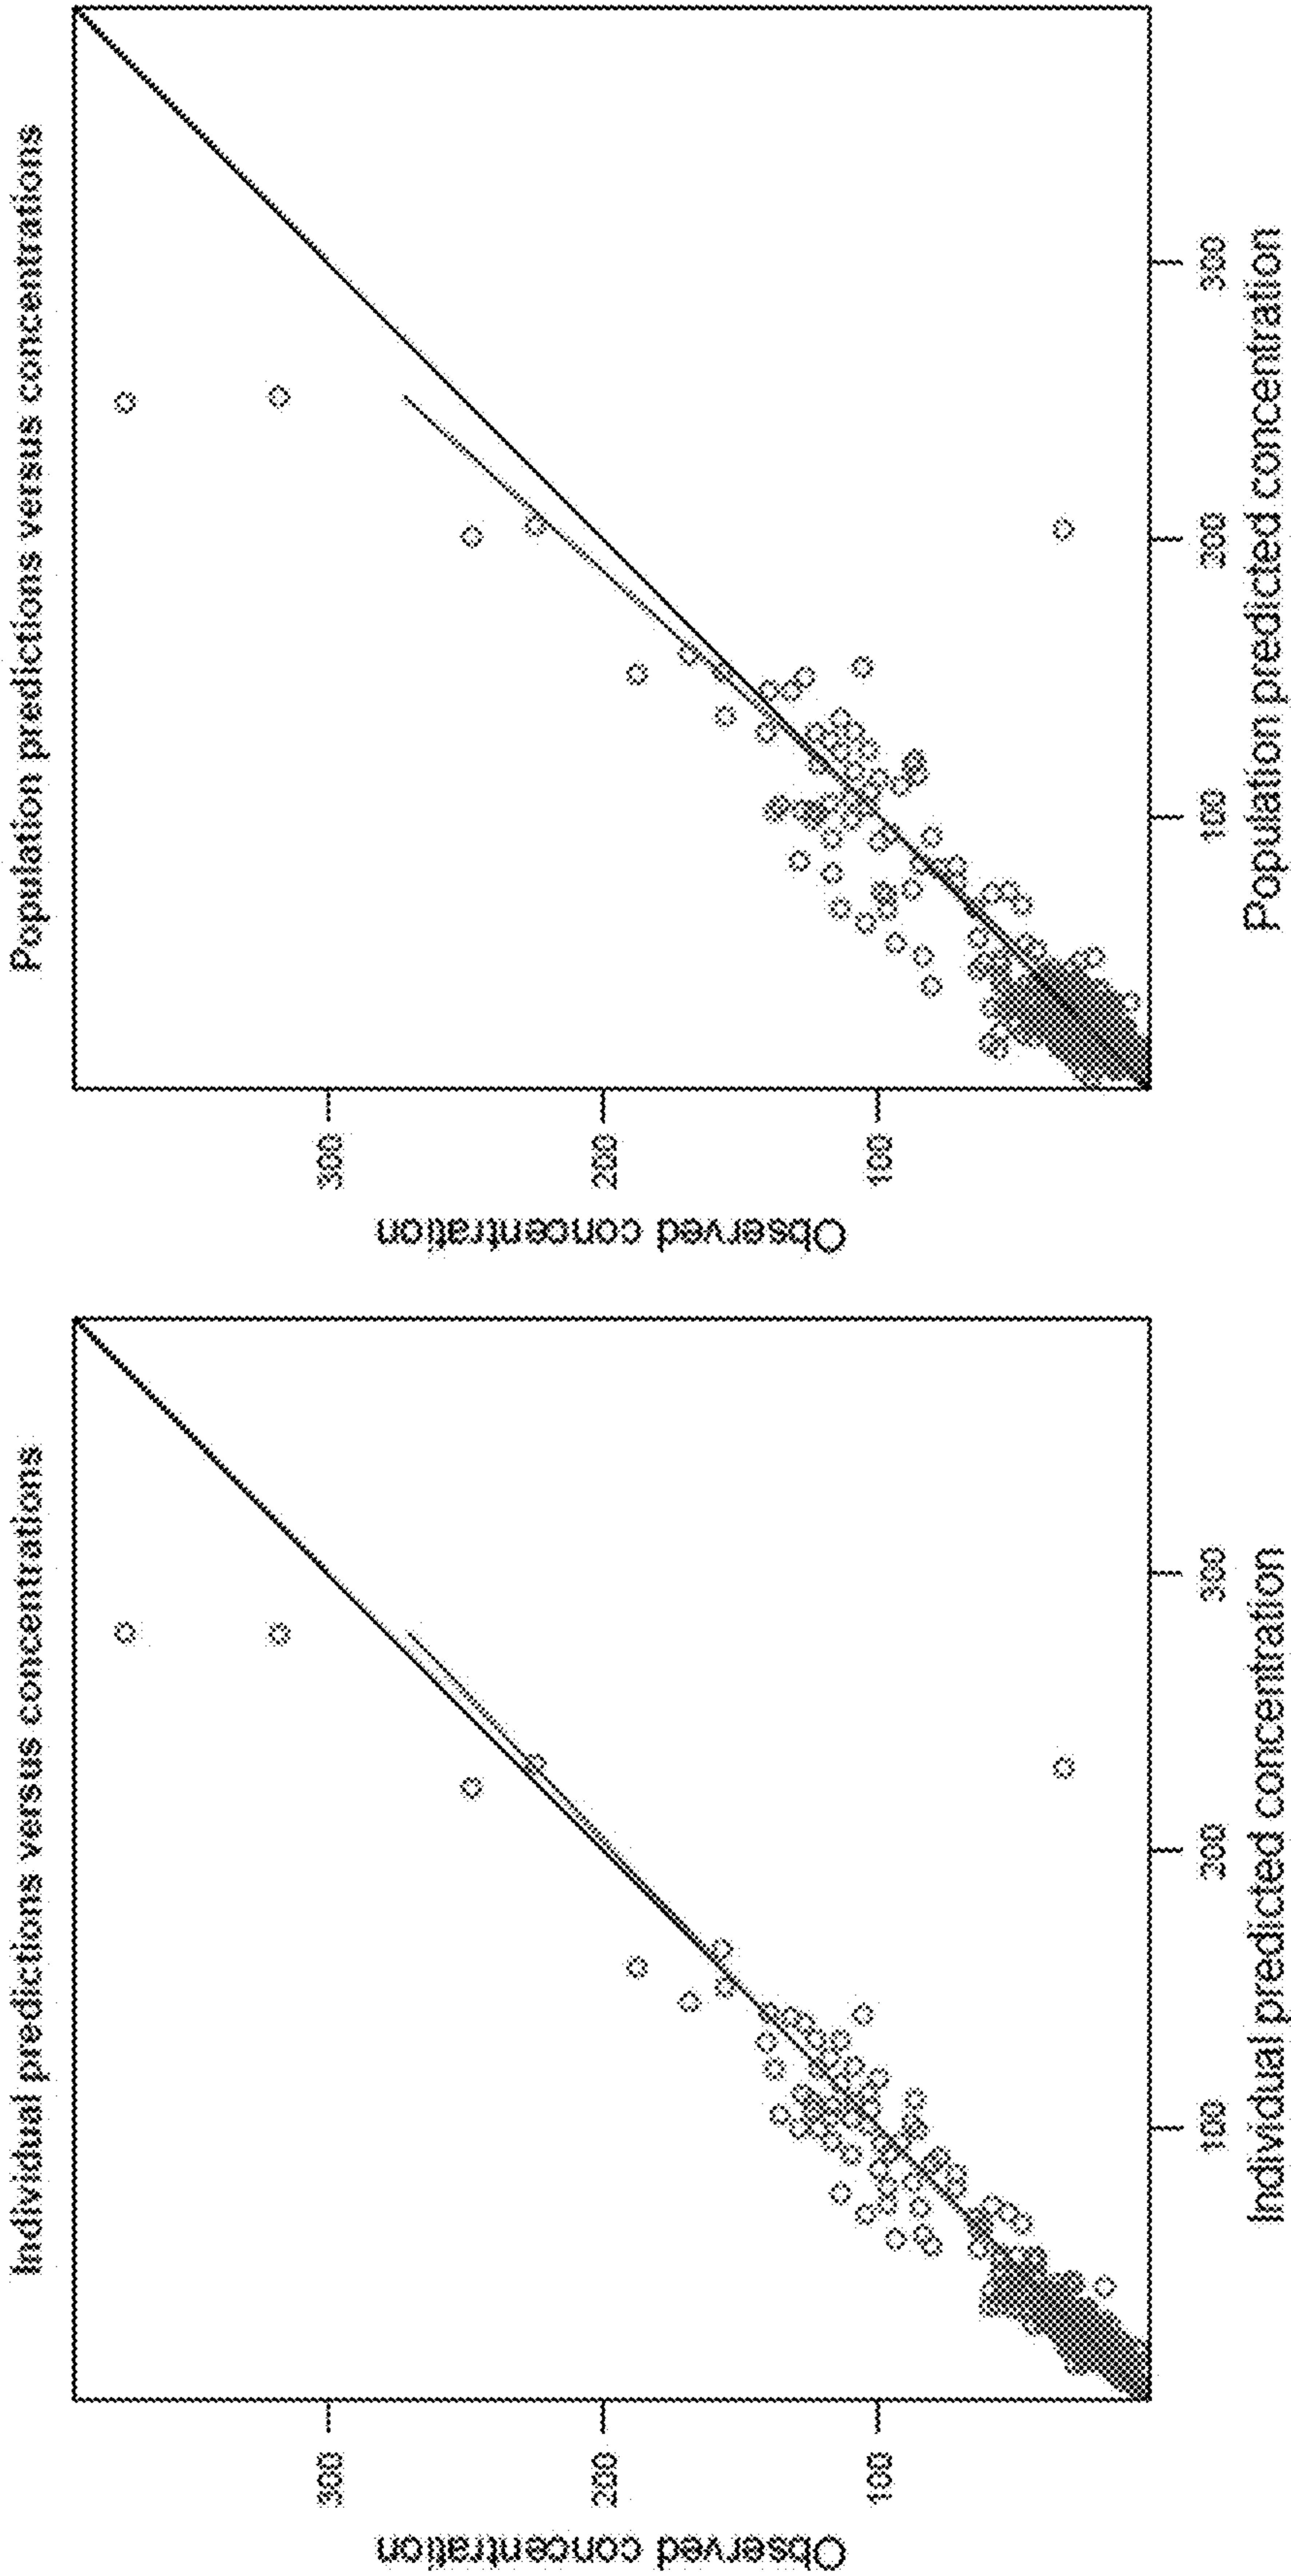 Individual predictions versus concentrations
Observed concentration
300
200
100
100
200
300
Individual predicted concentration
Population predictions versus concentrations
Observed concentration
300
200
100
100
200
300
Population predicted concentration